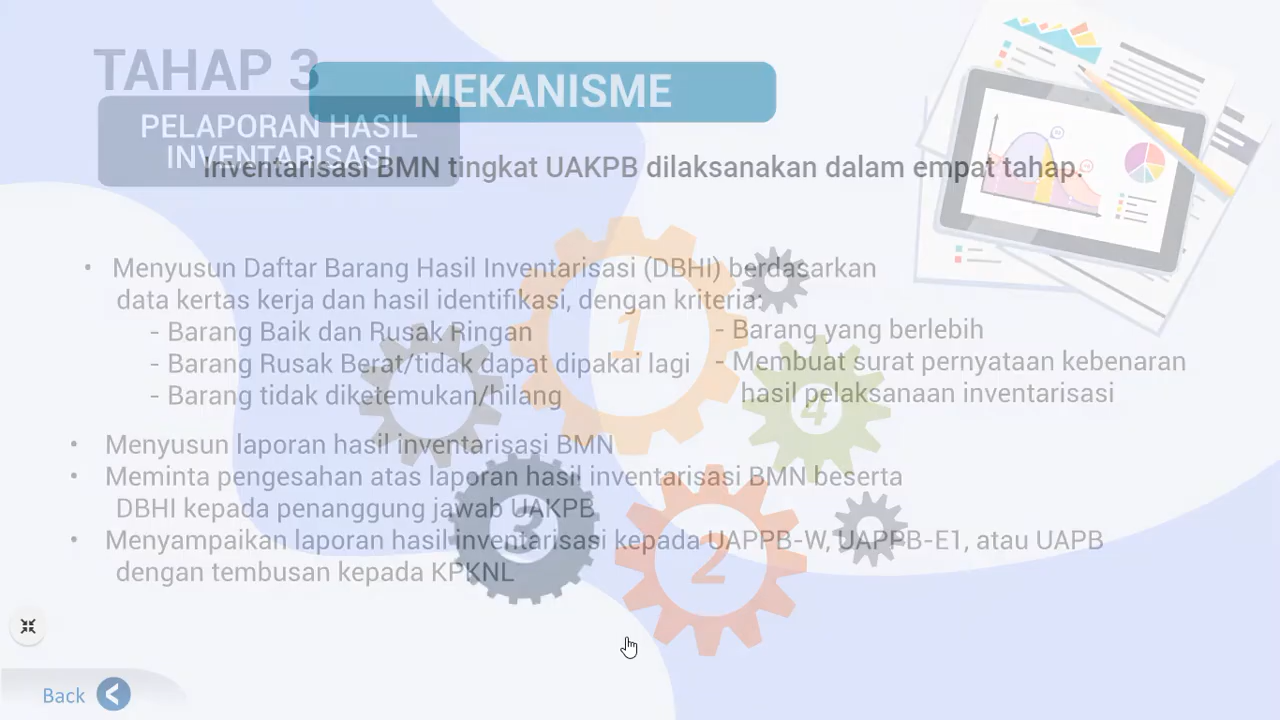 TAHAP 3
MEKANISME
PELAPORAN HASIL
INVENTARISASI
Inventarisasi BMN tingkat UAKPB dilaksanakan dalam empat tahap.
• Menyusun Daftar Barang Hasil Inventarisasi (DBHI) berdasarkan
data kertas kerja dan hasil identifikasi, dengan kriteria:
- Barang Baik dan Rusak Ringan
- Barang Rusak Berat/tidak dapat dipakai lagi
- Barang tidak diketemukan/hilang
- Barang yang berlebih
- Membuat surat pernyataan kebenaran
hasil pelaksanaan inventarisasi
• Menyusun laporan hasil inventarisasi BMN
• Meminta pengesahan atas laporan hasil inventarisasi BMN beserta
DBHI kepada penanggung jawab UAKPB
• Menyampaikan laporan hasil inventarisasi kepada UAPPB-W, UAPPB-E1, atau UAPB
dengan tembusan kepada KPKNL
1
4
3
2
Back